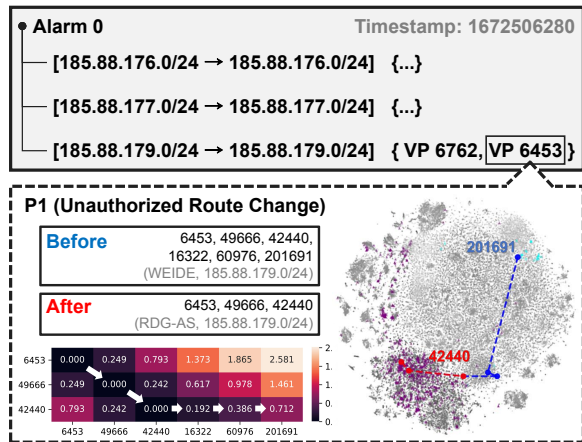 Alarm 0 Timestamp: 1672506280
[185.88.176.0/24 → 185.88.176.0/24] {...}
[185.88.177.0/24 → 185.88.177.0/24] {...}
[185.88.179.0/24 → 185.88.179.0/24] { VP 6762, VP 6453 }
P1 (Unauthorized Route Change)
Before 6453, 49666, 42440,
16322, 60976, 201691
(WEIDE, 185.88.179.0/24)
After 6453, 49666, 42440
(RDG-AS, 185.88.179.0/24)
201691
42440
6453 0.000 0.249 0.793 1.373 1.865 2.581 2.
49666 0.249 0.000 0.242 0.617 0.978 1.461 1.
42440 0.793 0.242 0.000 0.192 0.386 0.712 0.
6453 49666 42440 16322 60976 201691